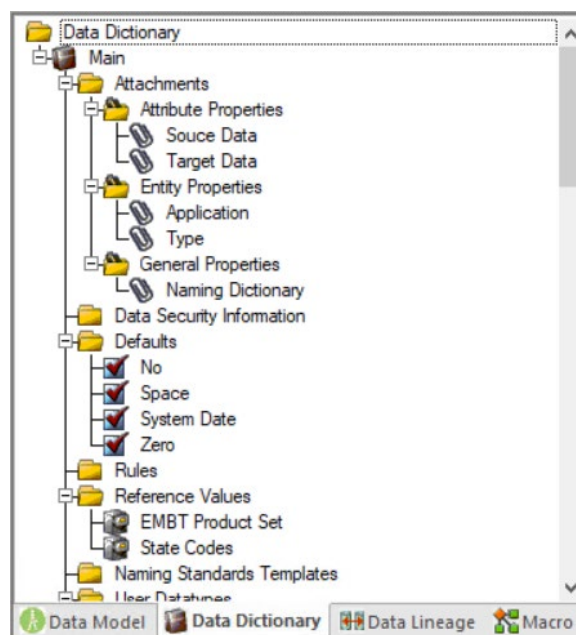 Data Dictionary
Main
Attachments
Attribute Properties
Souce Data
Target Data
Entity Properties
Application
Type
General Properties
Naming Dictionary
Data Security Information
Defaults
No
Space
System Date
Zero
Rules
Reference Values
EMBT Product Set
State Codes
Naming Standards Templates
User Datatypes
Data Model Data Dictionary Data Lineage Macro